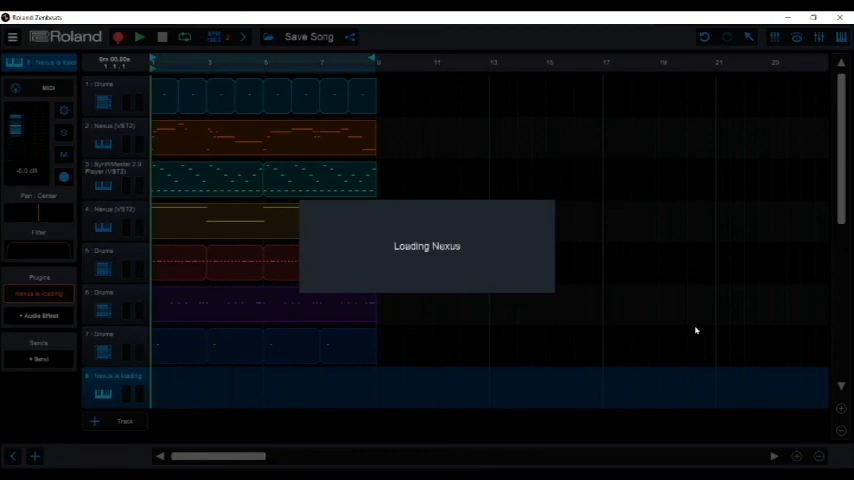 Roland Zenbeats
Roland
BPM
Save Song
8 : Nexus is load
0m 00.00s
1 . 1 . 1
3
5
7
9
11
13
15
17
19
21
23
MIDI
S
M
-6.0 dB
Pan : Center
Filter
Plugins
Nexus is loading
+ Audio Effect
Sends
+ Send
1 : Drums
2 : Nexus (VST2)
3 : SynthMaster 2.9
Player (VST2)
4 : Nexus (VST2)
5 : Drums
6 : Drums
7 : Drums
8 : Nexus is loading
+ Track
Loading Nexus